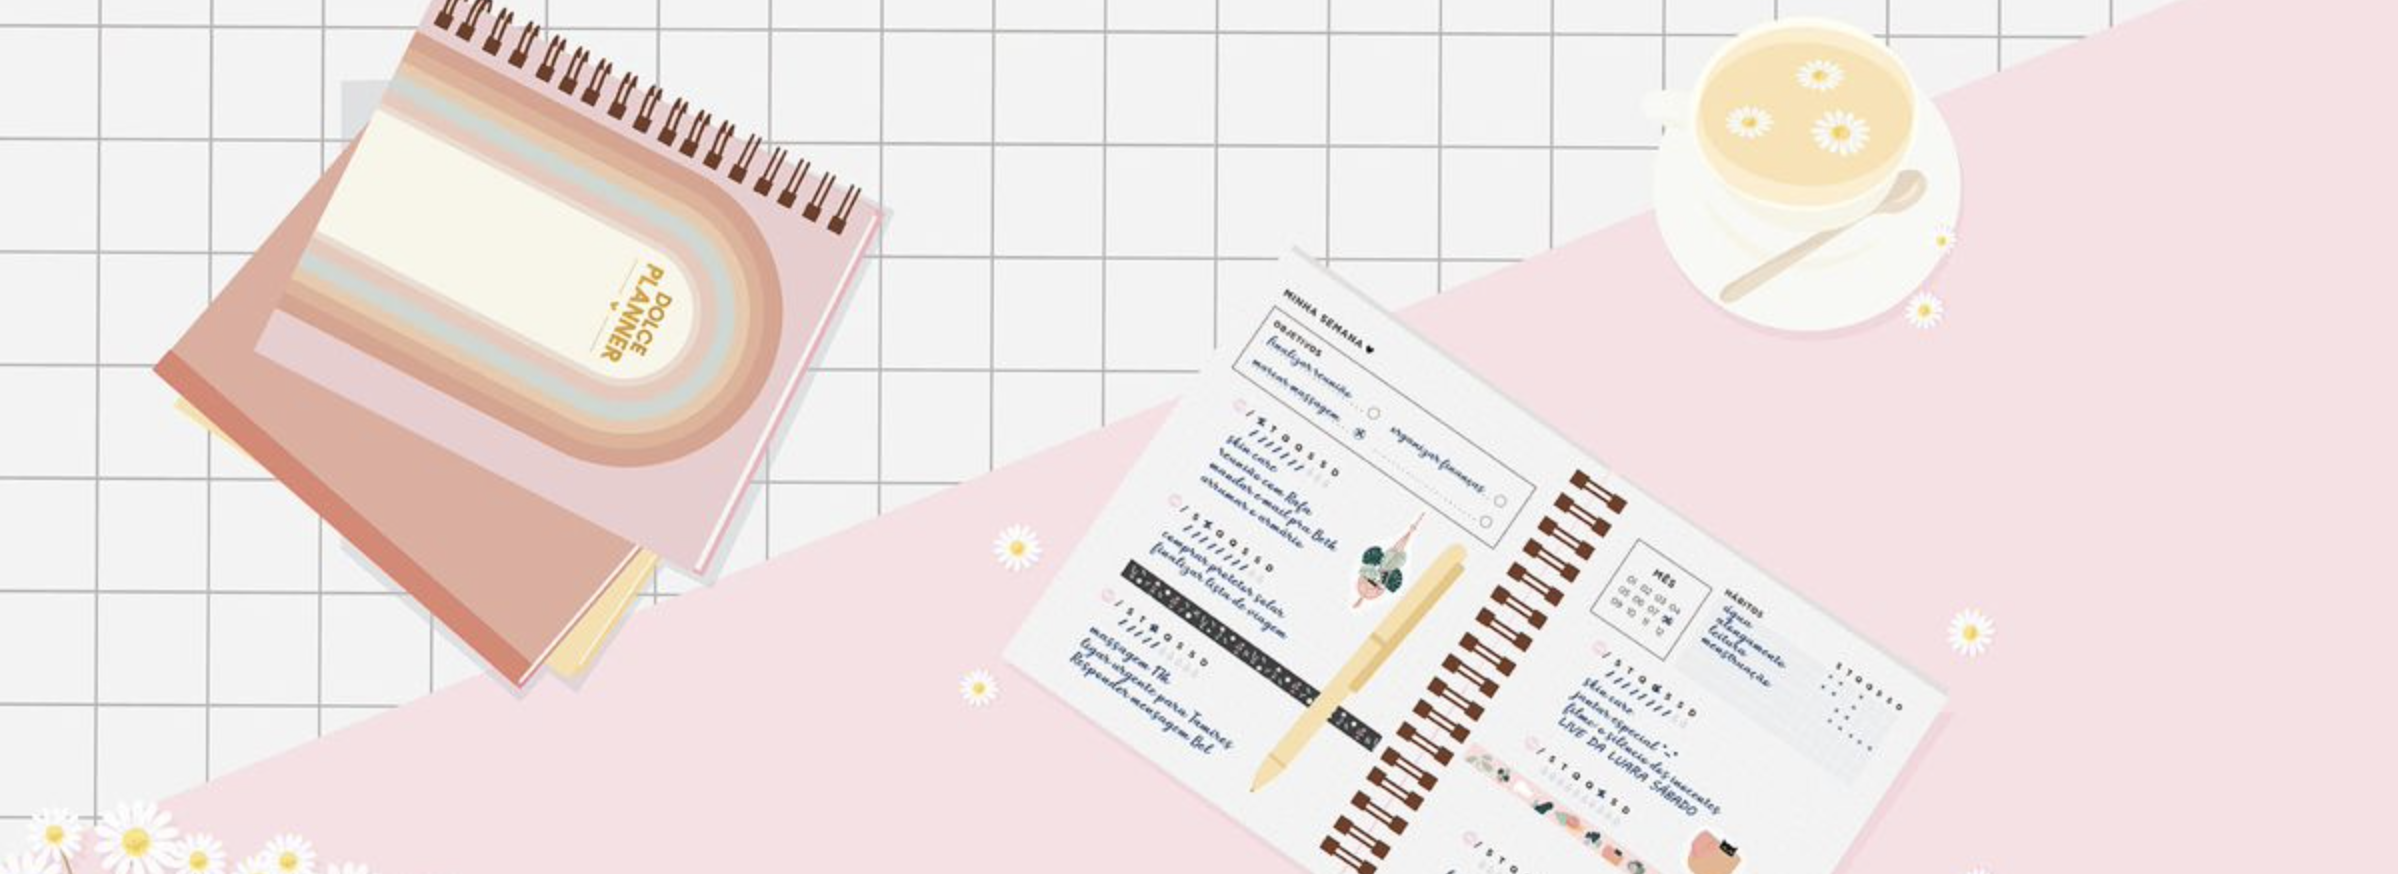 DOLCE
PLANNER
MINHA SEMANA
OBJETIVOS
finalizar reunião
marcar massagem
organizar finanças
/ S T Q Q S S D
skin care
reunião com Rafa
mandar e-mail pra Beth
arrumar o armário
/ S T Q Q S S D
comprar protetor solar
finalizar lista de viagem
/ S T Q Q S S D
massagem 17h
ligar urgente para Tamires
Responder mensagem Bel
MÊS
01 02 03 04
05 06 07
09 10 11 12
HÁBITOS
água
alongamento
leitura
menstruação
S T Q Q S S D
/ S T Q Q S S D
skin care
jantar especial
filme: o silêncio dos inocentes
LIVE DA LUARA SÁBADO
/ S T Q Q S S D
/ S T Q